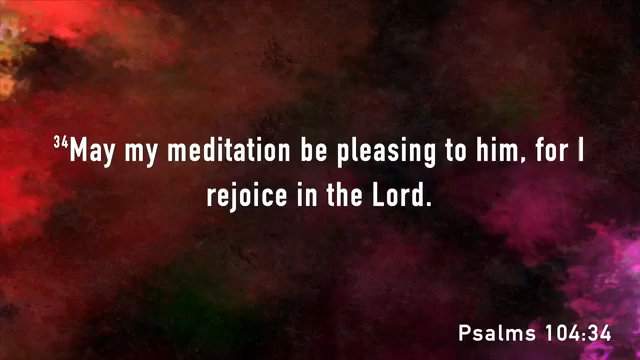 ³⁴May my meditation be pleasing to him, for I
rejoice in the Lord.
Psalms 104:34